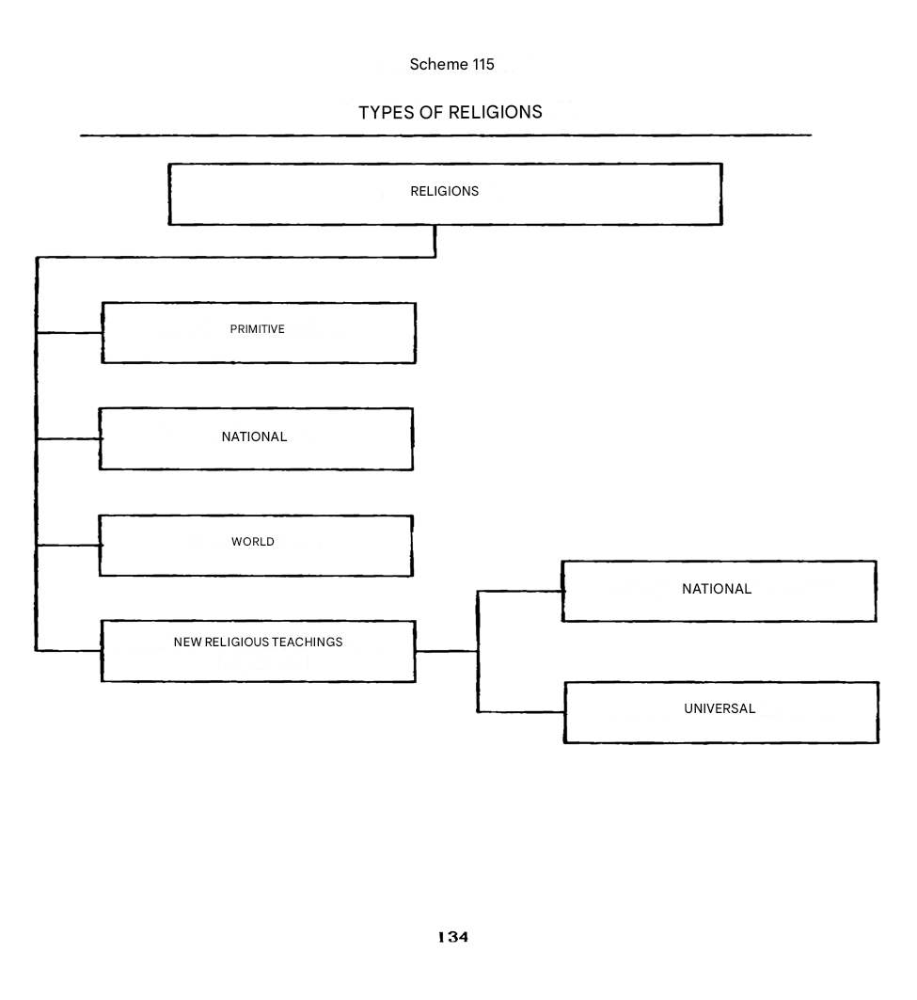 Scheme 115
TYPES OF RELIGIONS
RELIGIONS
PRIMITIVE
NATIONAL
WORLD
NEW RELIGIOUS TEACHINGS
NATIONAL
UNIVERSAL
134